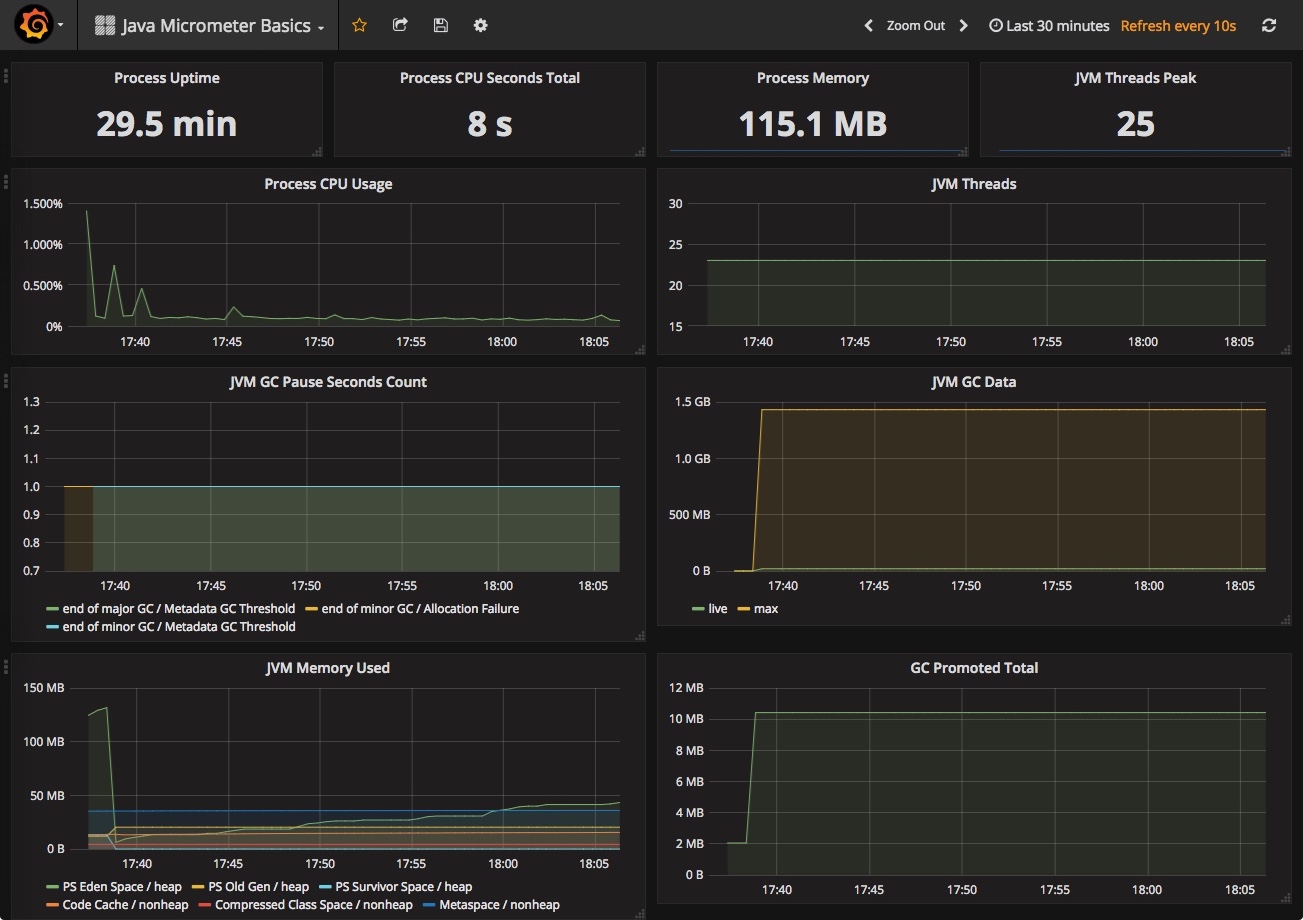 Java Micrometer Basics
Zoom Out
Last 30 minutes
Refresh every 10s
Process Uptime
29.5 min
Process CPU Seconds Total
8 s
Process Memory
115.1 MB
JVM Threads Peak
25
Process CPU Usage
1.500%
1.000%
0.500%
0%
17:40 17:45 17:50 17:55 18:00 18:05
JVM Threads
30
25
20
15
17:40 17:45 17:50 17:55 18:00 18:05
JVM GC Pause Seconds Count
1.3
1.2
1.1
1.0
0.9
0.8
0.7
17:40 17:45 17:50 17:55 18:00 18:05
end of major GC / Metadata GC Threshold end of minor GC / Allocation Failure
end of minor GC / Metadata GC Threshold
JVM GC Data
1.5 GB
1.0 GB
500 MB
0 B
17:40 17:45 17:50 17:55 18:00 18:05
live max
JVM Memory Used
150 MB
100 MB
50 MB
0 B
17:40 17:45 17:50 17:55 18:00 18:05
PS Eden Space / heap PS Old Gen / heap PS Survivor Space / heap
Code Cache / nonheap Compressed Class Space / nonheap Metaspace / nonheap
GC Promoted Total
12 MB
10 MB
8 MB
6 MB
4 MB
2 MB
0 B
17:40 17:45 17:50 17:55 18:00 18:05